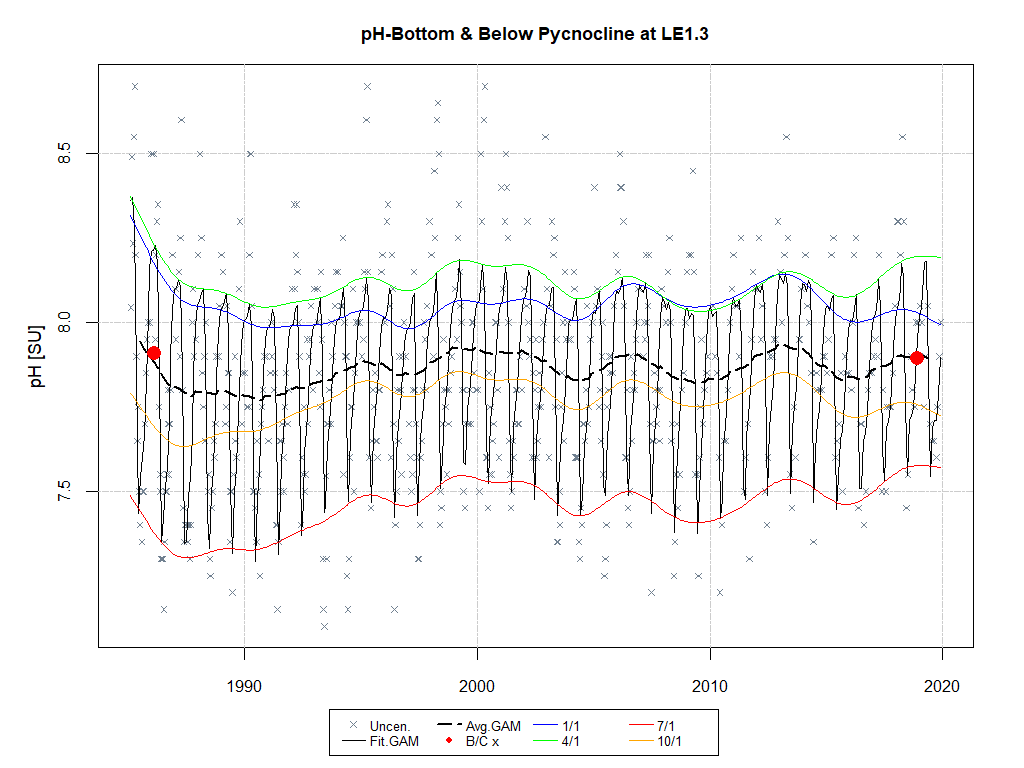 pH-Bottom & Below Pycnocline at LE1.3
pH [SU]
8.5
8.0
7.5
1990 2000 2010 2020
Uncen. Avg.GAM 1/1 7/1
Fit.GAM B/C x 4/1 10/1